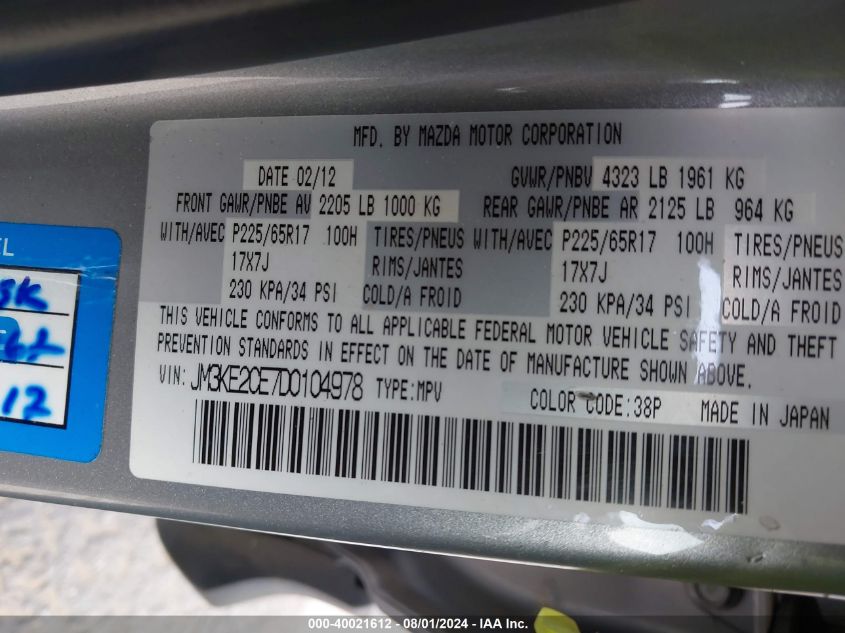 MFD. BY MAZDA MOTOR CORPORATION
DATE 02/12 GVWR/PNBV 4323 LB 1961 KG
FRONT GAWR/PNBE AV 2205 LB 1000 KG REAR GAWR/PNBE AR 2125 LB 964 KG
WITH/AVEC P225/65R17 100H TIRES/PNEUS WITH/AVEC P225/65R17 100H TIRES/PNEUS
17X7J RIMS/JANTES 17X7J RIMS/JANTES
230 KPA/34 PSI COLD/A FROID 230 KPA/34 PSI COLD/A FROID
THIS VEHICLE CONFORMS TO ALL APPLICABLE FEDERAL MOTOR VEHICLE SAFETY AND THEFT
PREVENTION STANDARDS IN EFFECT ON THE DATE OF MANUFACTURE SHOWN ABOVE.
VIN: JM3KE2CE7D0104978 TYPE:MPV
COLOR CODE:38P MADE IN JAPAN
12
000-40021612 - 08/01/2024 - IAA Inc.